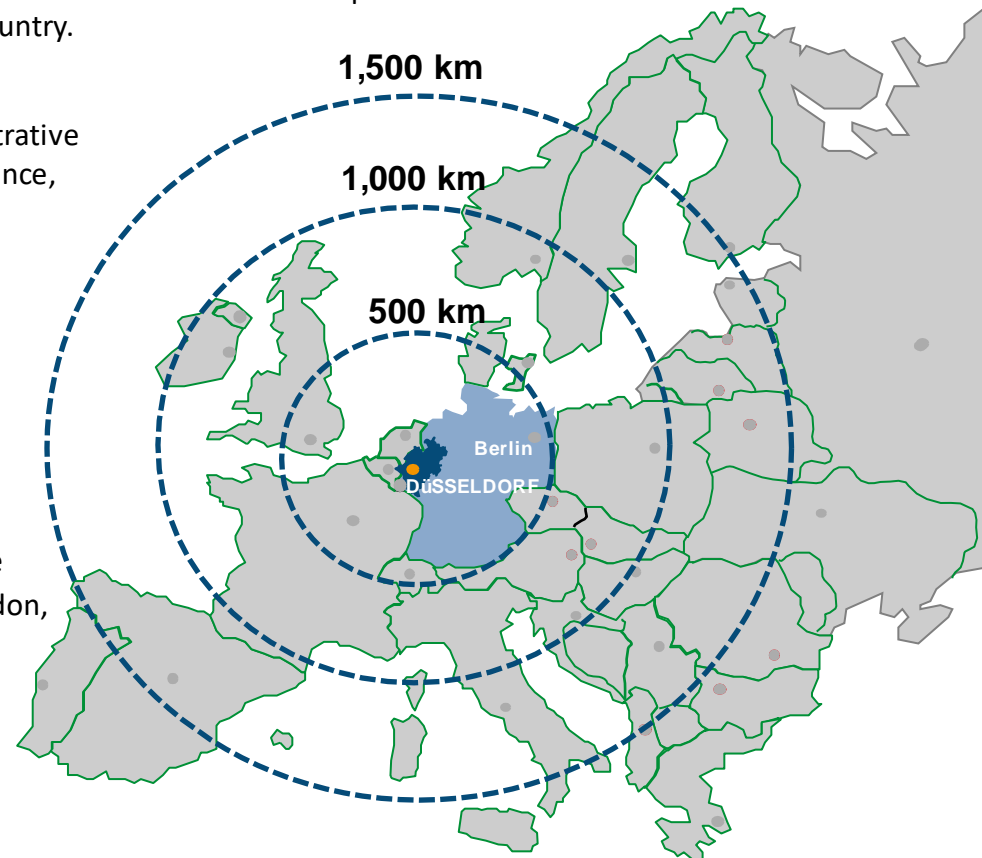 untry.
1,500 km
trative
nce,
1,000 km
500 km
Berlin
DüSSELDORF
don,